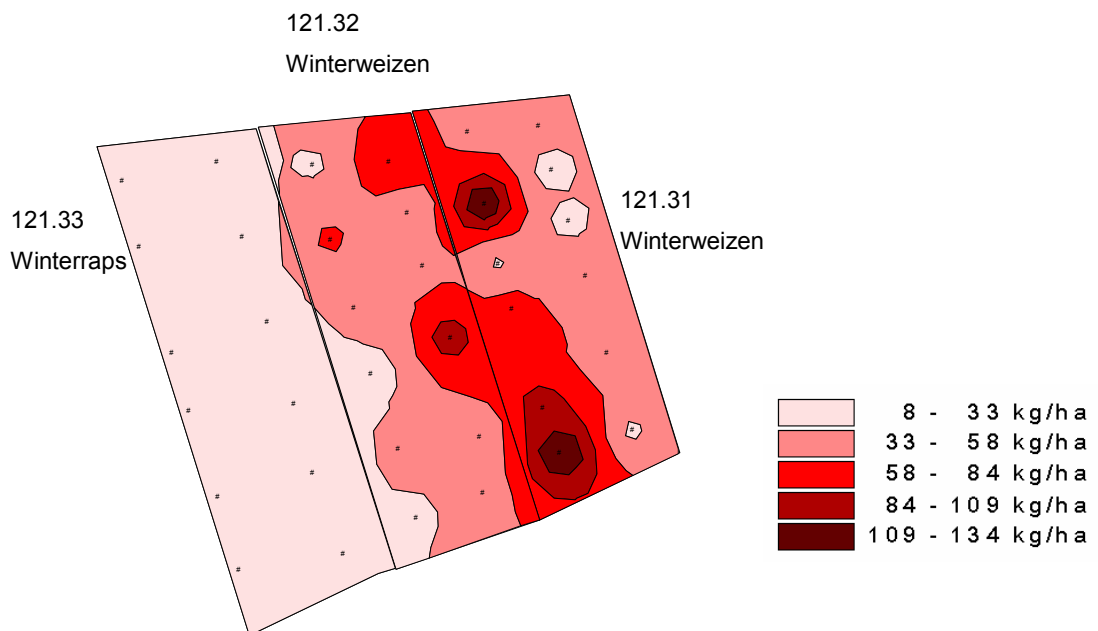 121.32
Winterweizen
121.33
Winterraps
121.31
Winterweizen
8 - 33 kg/ha
33 - 58 kg/ha
58 - 84 kg/ha
84 - 109 kg/ha
109 - 134 kg/ha